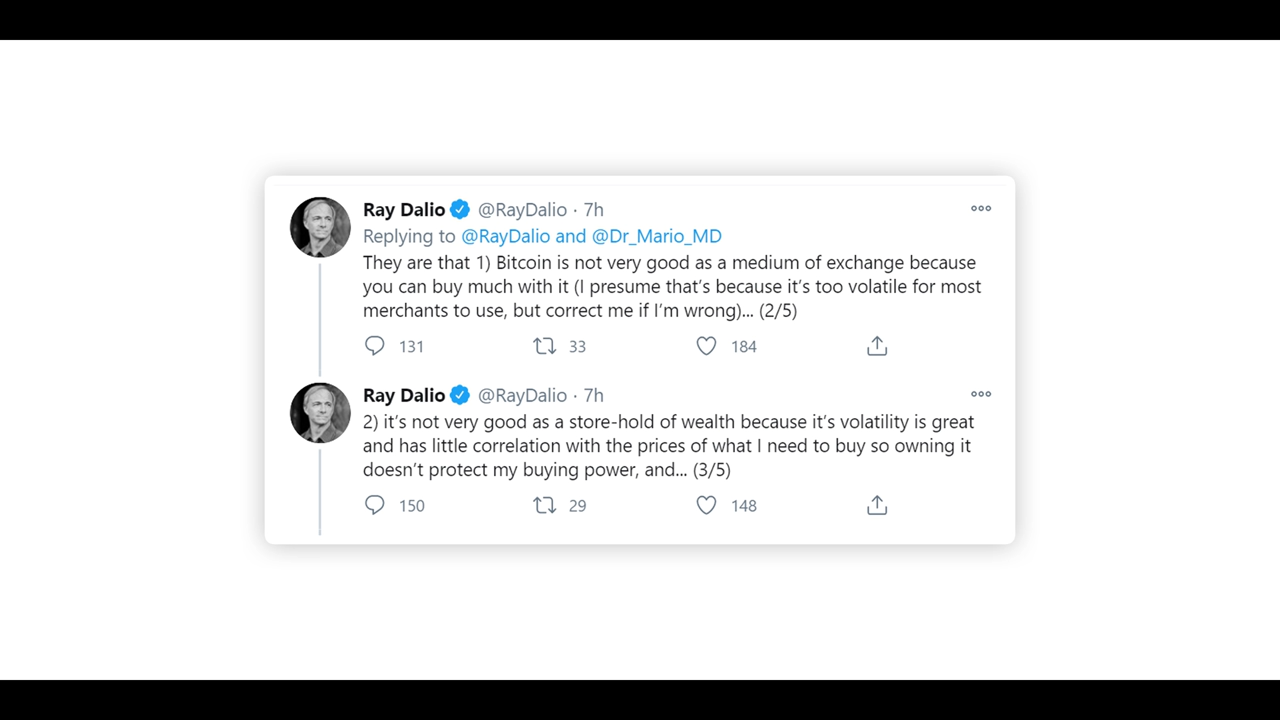 Ray Dalio @RayDalio · 7h
Replying to @RayDalio and @Dr_Mario_MD
They are that 1) Bitcoin is not very good as a medium of exchange because
you can buy much with it (I presume that's because it's too volatile for most
merchants to use, but correct me if I'm wrong)... (2/5)
131 33 184
Ray Dalio @RayDalio · 7h
2) it's not very good as a store-hold of wealth because it's volatility is great
and has little correlation with the prices of what I need to buy so owning it
doesn't protect my buying power, and... (3/5)
150 29 148